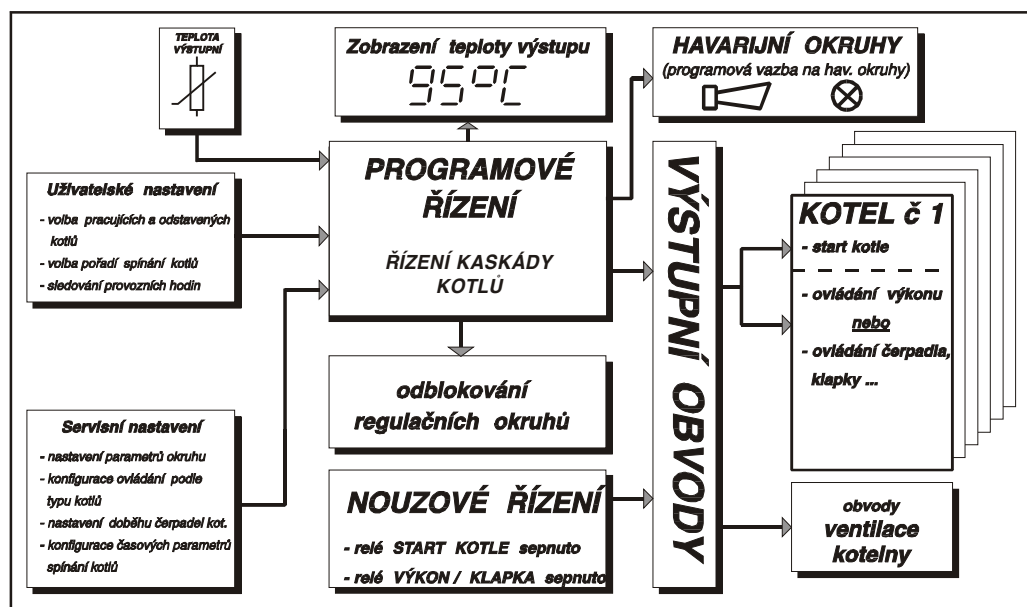 TEPLOTA
VÝSTUPNÍ
Zobrazení teploty výstupu
95°C
HAVARIJNÍ OKRUHY
(programová vazba na hav. okruhy)
Uživatelské nastavení
- volba pracujících a odstavených
kotlů
- volba pořadí spínání kotlů
- sledování provozních hodin
PROGRAMOVÉ
ŘÍZENÍ
ŘÍZENÍ KASKÁDY
KOTLŮ
VÝSTUPNÍ OBVODY
KOTEL č 1
- start kotle
- ovládání výkonu
nebo
- ovládání čerpadla,
klapky ...
odblokování
regulačních okruhů
Servisní nastavení
- nastavení parametrů okruhu
- konfigurace ovládání podle
typu kotlů
- nastavení doběhu čerpadel kot.
- konfigurace časových parametrů
spínání kotlů
NOUZOVÉ ŘÍZENÍ
- relé START KOTLE sepnuto
- relé VÝKON / KLAPKA sepnuto
obvody
ventilace
kotelny